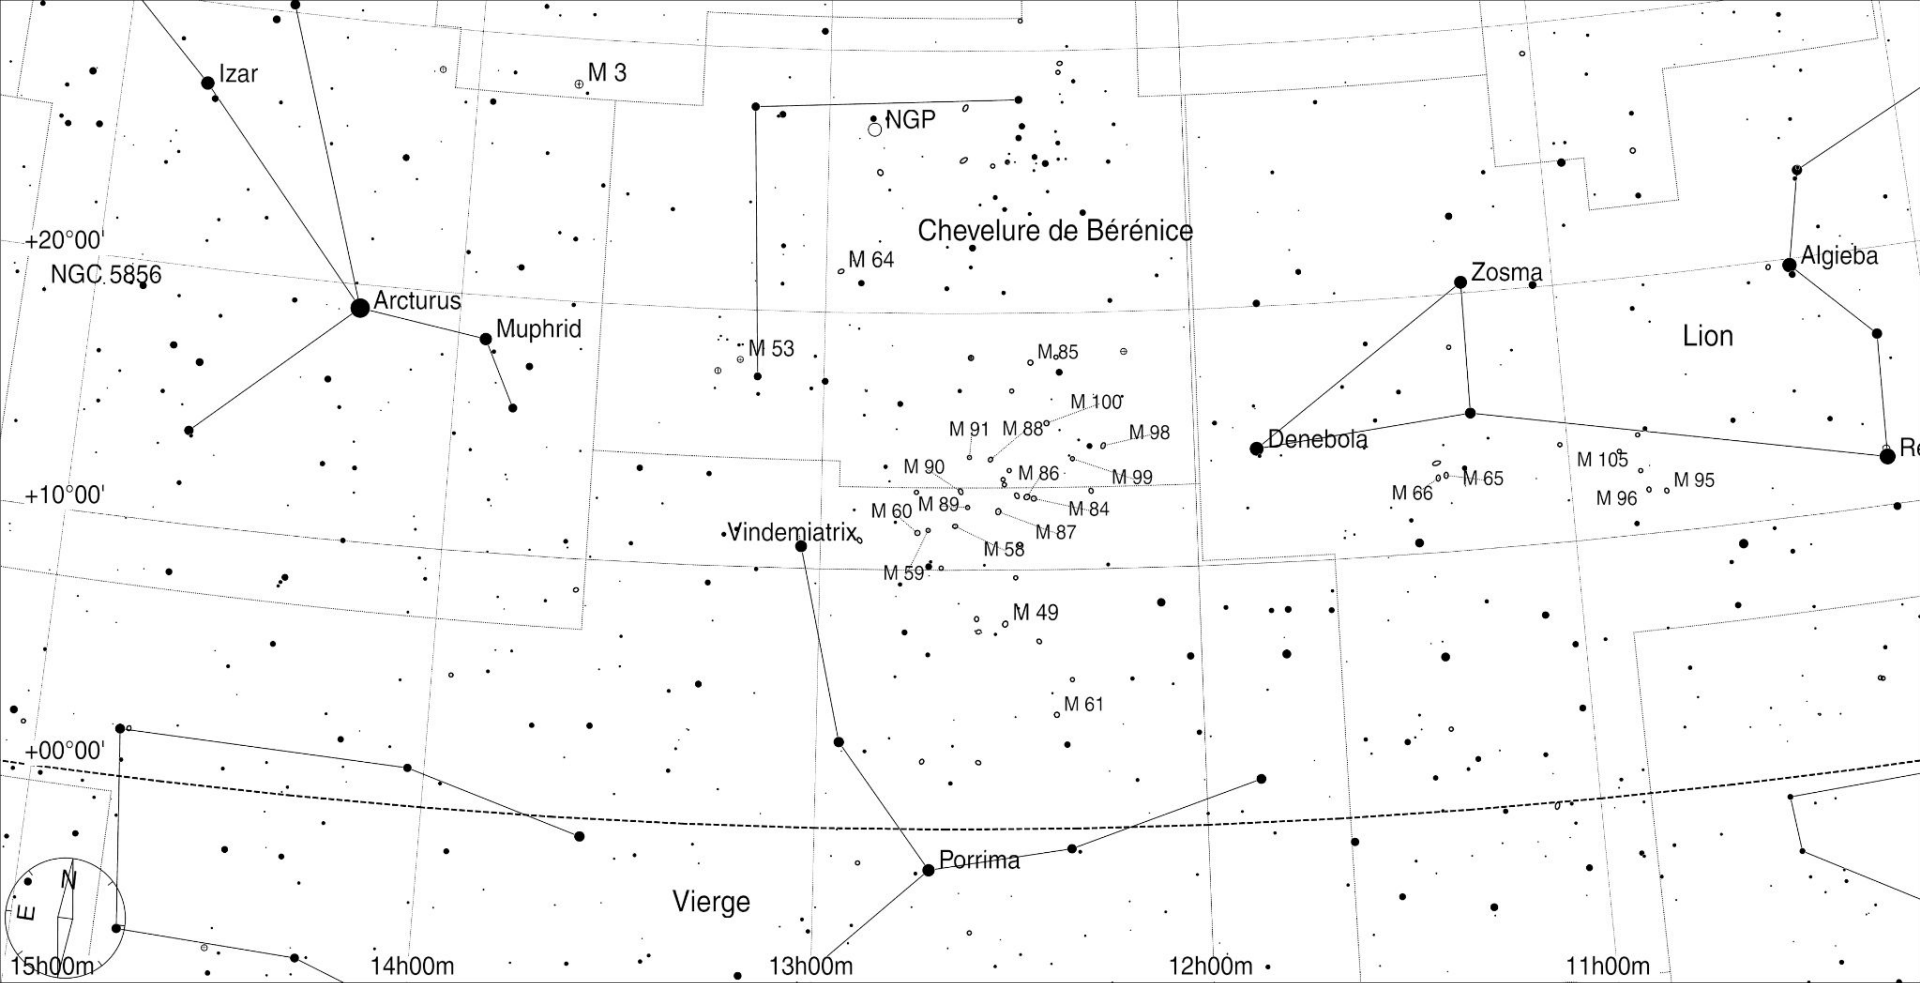 Izar
M 3
NGP
Chevelure de Bérénice
+20°00'
NGC 5856
M 64
Zosma
Algieba
Arcturus
Muphrid
Lion
M 53
M 85
M 100
M 91
M 88
M 98
Denebola
Re
M 90
M 86
M 99
M 105
M 65
M 66
M 96
M 95
+10°00'
M 60
M 89
M 84
Vindemiatrix
M 87
M 58
M 59
M 49
M 61
+00°00'
Porrima
N
E
Vierge
15h00m
14h00m
13h00m
12h00m
11h00m